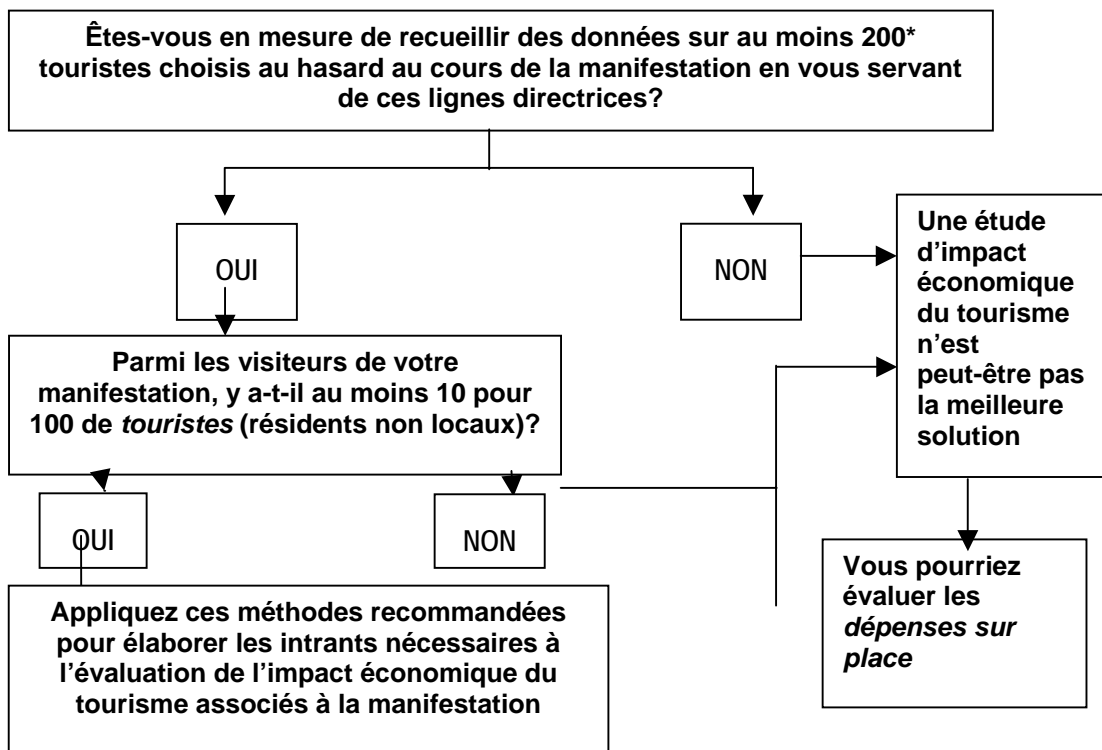 Êtes-vous en mesure de recueillir des données sur au moins 200*
touristes choisis au hasard au cours de la manifestation en vous servant
de ces lignes directrices?
OUI
NON
Une étude
d’impact
économique
du tourisme
n’est
peut-être pas
la meilleure
solution
Parmi les visiteurs de votre
manifestation, y a-t-il au moins 10 pour
100 de touristes (résidents non locaux)?
OUI
NON
Vous pourriez
évaluer les
dépenses sur
place
Appliquez ces méthodes recommandées
pour élaborer les intrants nécessaires à
l’évaluation de l’impact économique du
tourisme associés à la manifestation